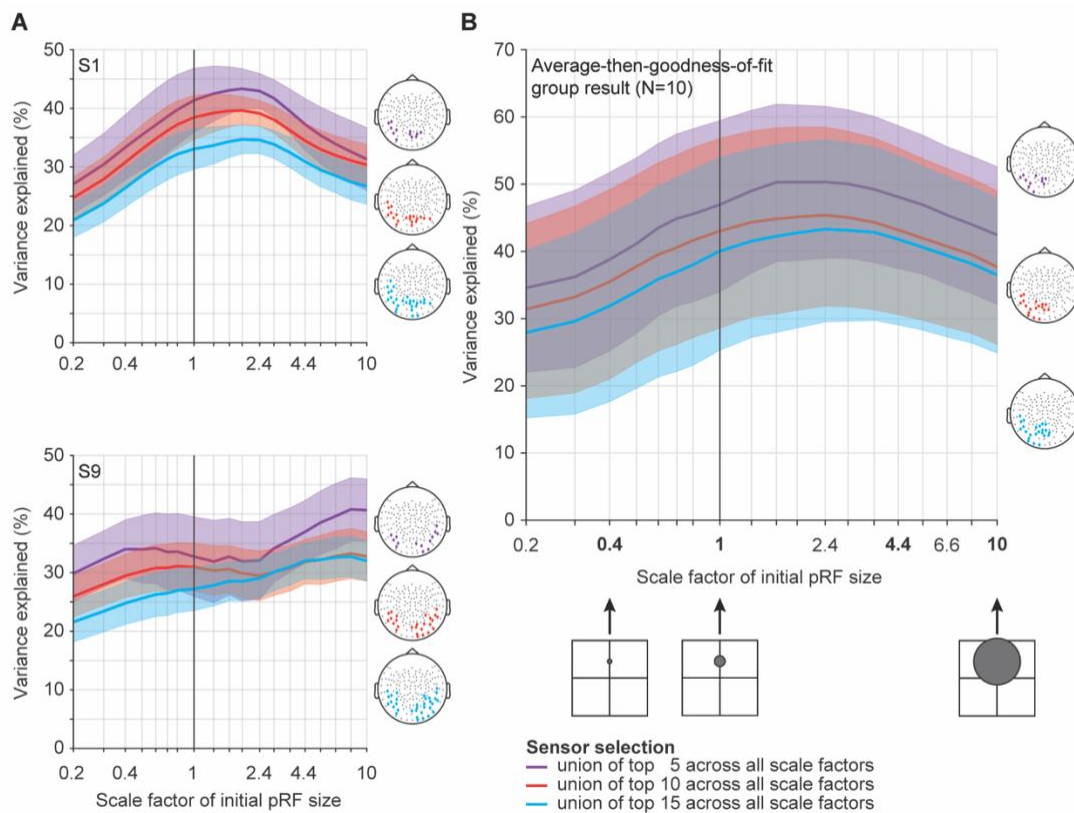 A
S1
Variance explained (%)
50
40
30
20
10
0
0.2 0.4 1 2.4 4.4 10
S9
Variance explained (%)
50
40
30
20
10
0
0.2 0.4 1 2.4 4.4 10
Scale factor of initial pRF size
B
Average-then-goodness-of-fit
group result (N=10)
Variance explained (%)
70
60
50
40
30
20
10
0
0.2 0.4 1 2.4 4.4 6.6 10
Scale factor of initial pRF size
Sensor selection
union of top 5 across all scale factors
union of top 10 across all scale factors
union of top 15 across all scale factors